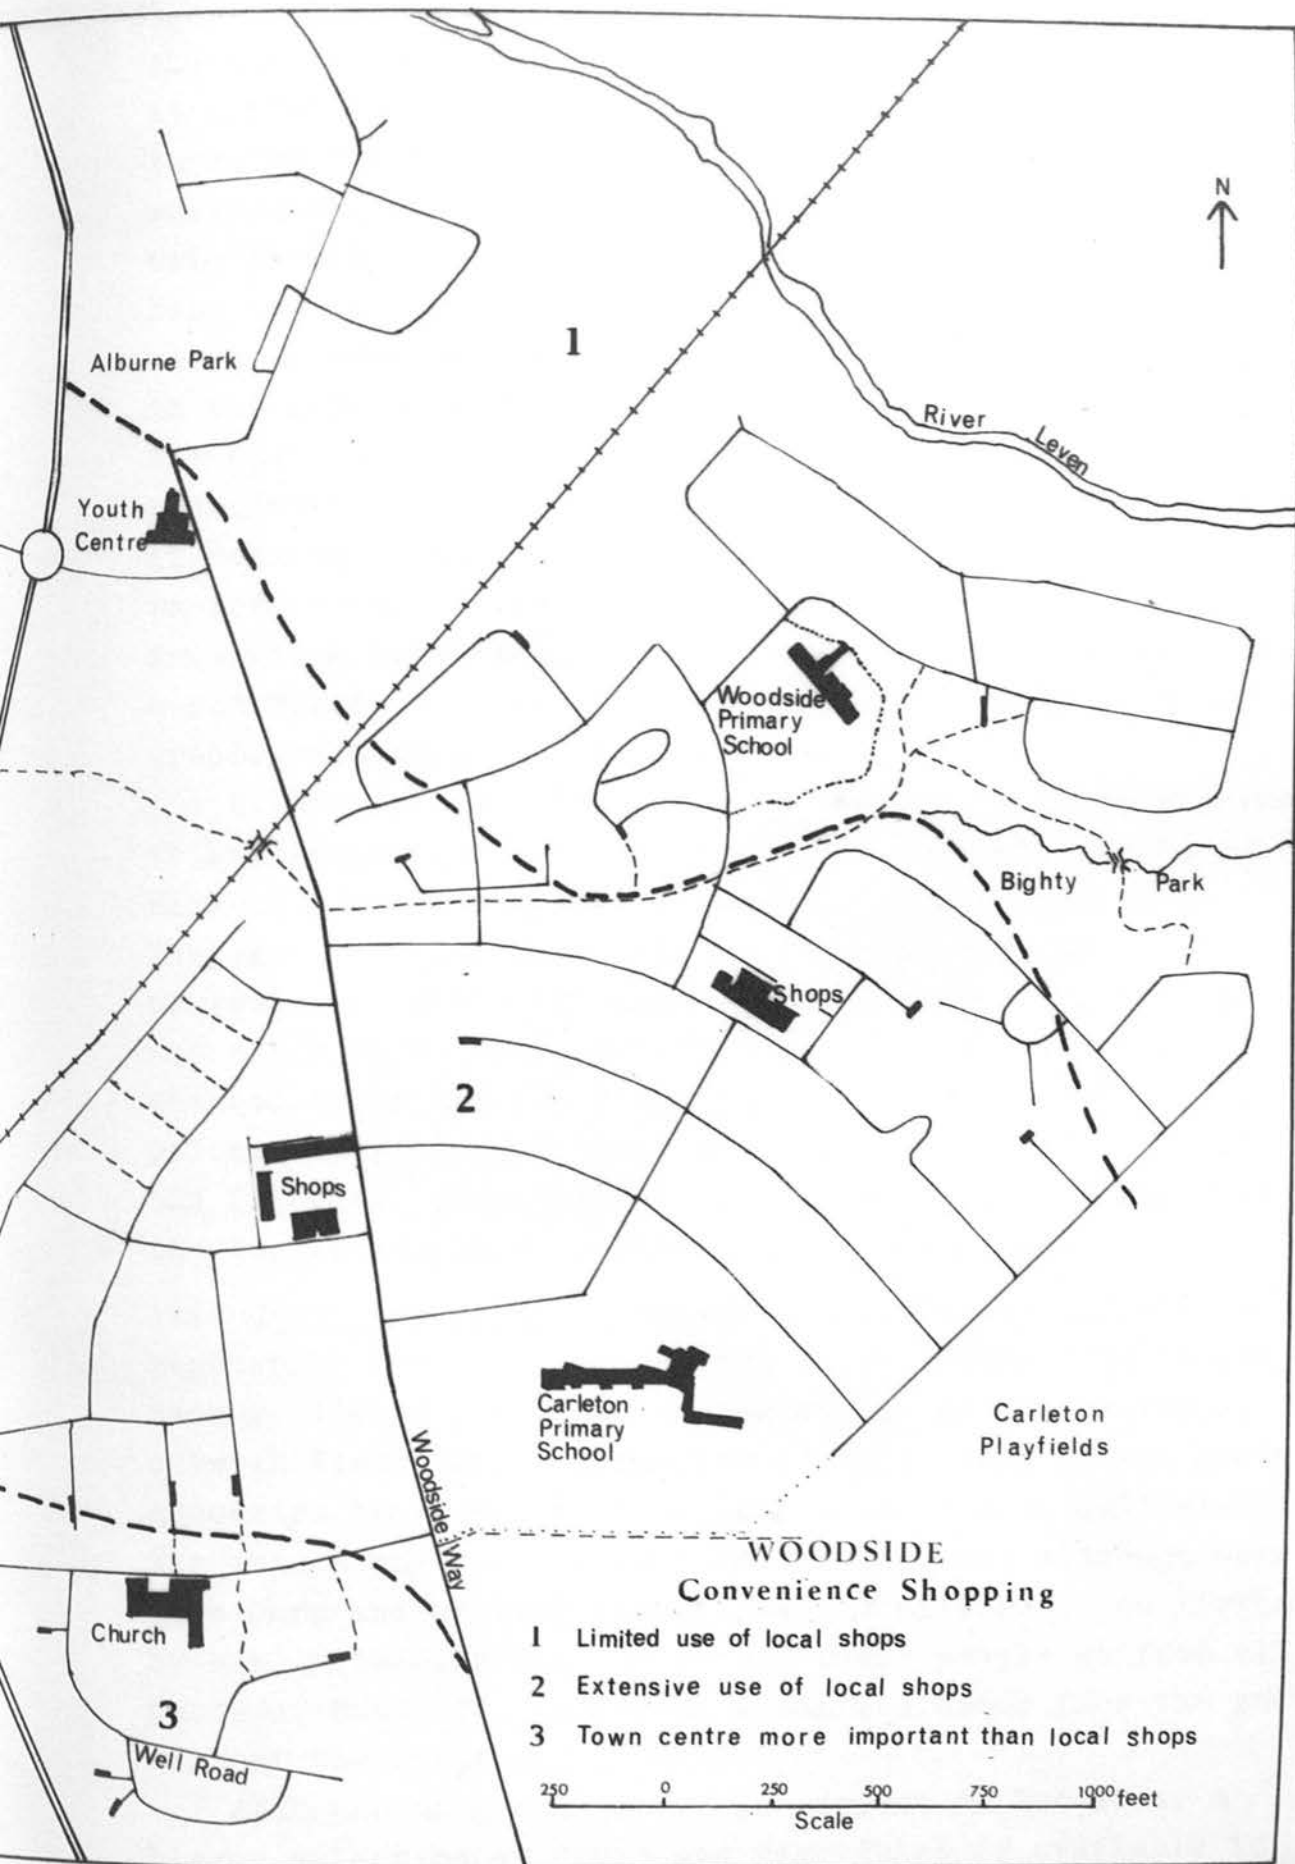 N
1
Alburne Park
River Leven
Youth
Centre
Woodside
Primary
School
Bighty Park
Shops
2
Shops
Carleton
Primary
School
Carleton
Playfields
Woodside Way
Church
3
Well Road
WOODSIDE
Convenience Shopping
1 Limited use of local shops
2 Extensive use of local shops
3 Town centre more important than local shops
250 0 250 500 750 1000 feet
Scale